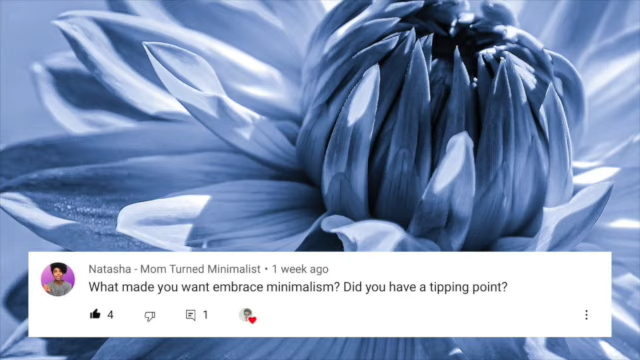 Natasha - Mom Turned Minimalist • 1 week ago
What made you want embrace minimalism? Did you have a tipping point?
4 1